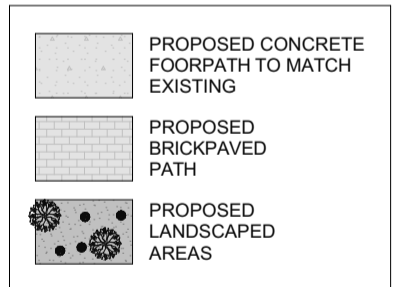 PROPOSED CONCRETE
FOORPATH TO MATCH
EXISTING
PROPOSED
BRICKPAVED
PATH
PROPOSED
LANDSCAPED
AREAS